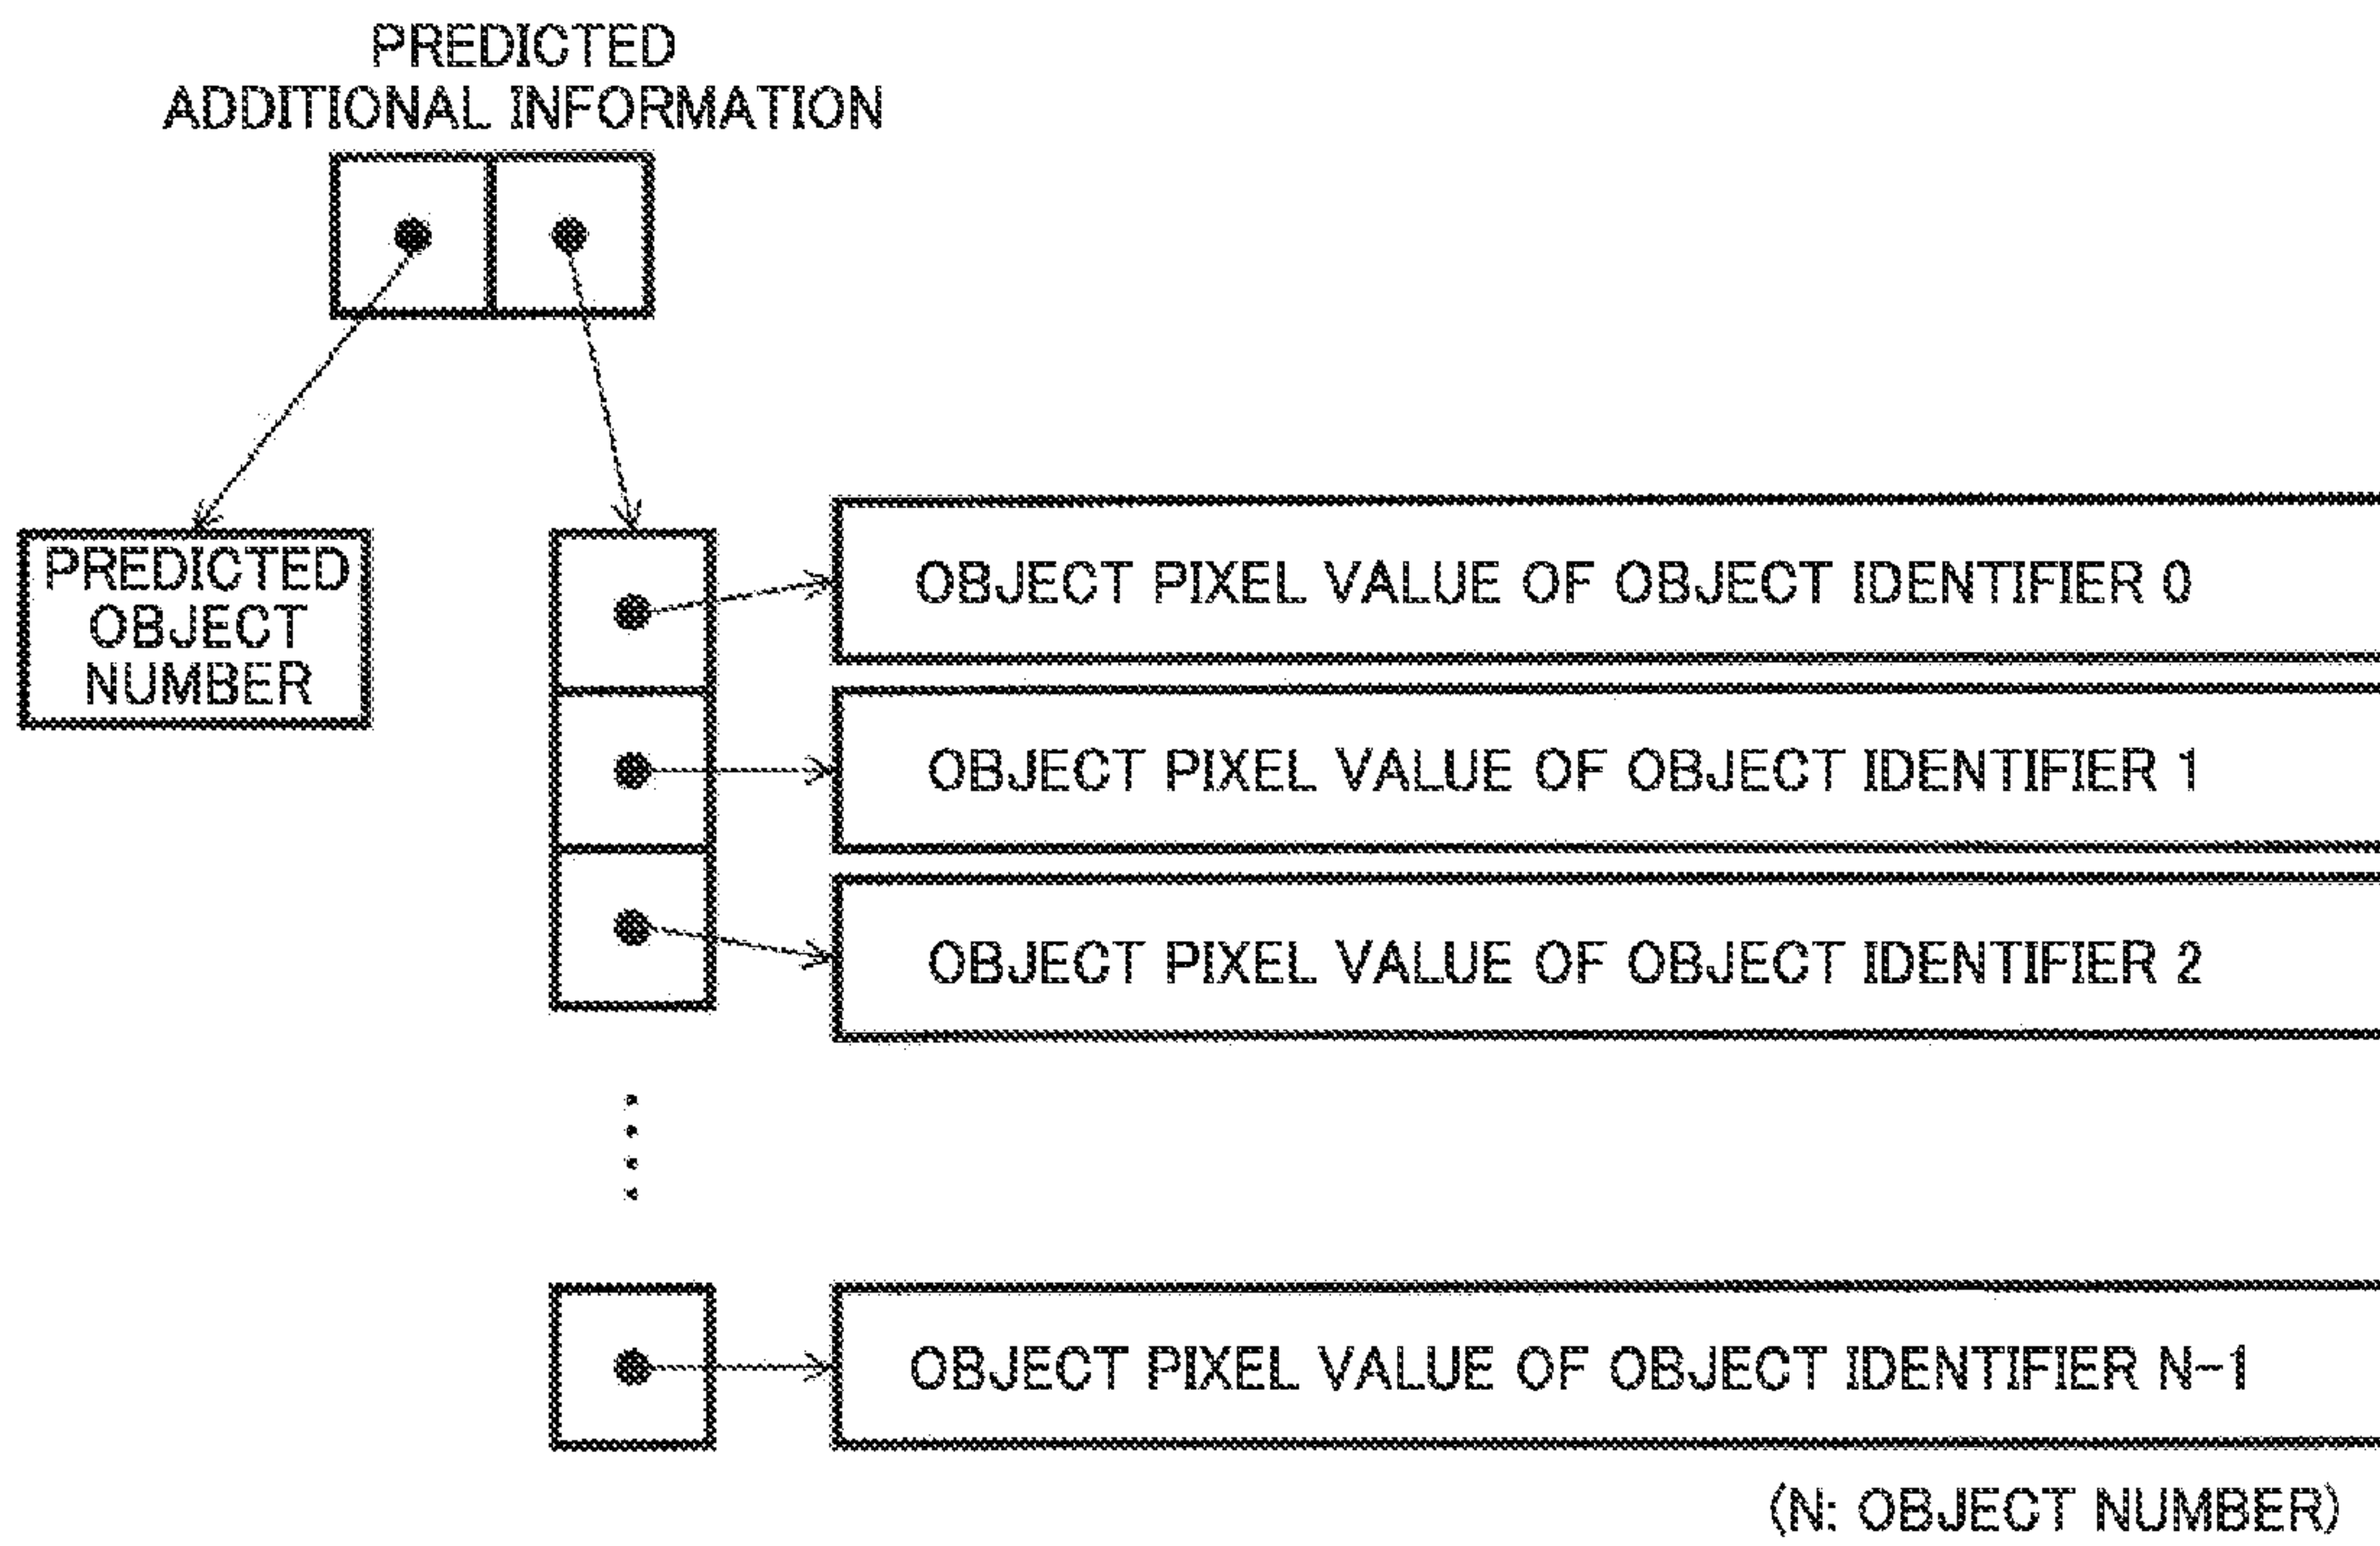 PREDICTED
ADDITIONAL INFORMATION
PREDICTED
OBJECT
NUMBER
OBJECT PIXEL VALUE OF OBJECT IDENTIFIER 0
OBJECT PIXEL VALUE OF OBJECT IDENTIFIER 1
OBJECT PIXEL VALUE OF OBJECT IDENTIFIER 2
OBJECT PIXEL VALUE OF OBJECT IDENTIFIER N-1
(N: OBJECT NUMBER)